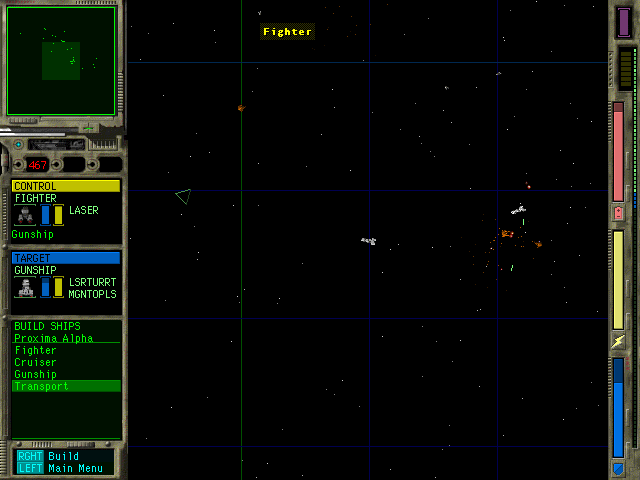 Fighter
467
CONTROL
FIGHTER
LASER
Gunship
TARGET
GUNSHIP
LSRTURRT
MGNTOPLS
BUILD SHIPS
Proxima Alpha
Fighter
Cruiser
Gunship
Transport
RGHT Build
LEFT Main Menu